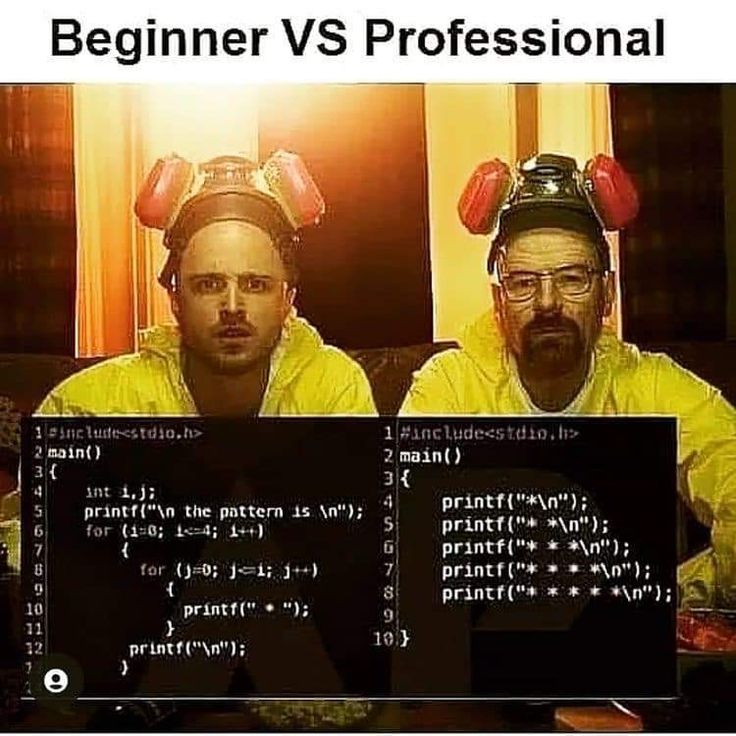 Beginner VS Professional
1 #include<stdio.h>
2 main()
3 {
4 int i,j;
5 printf("\n the pattern is \n");
6 for (i=0; i<=4; i++)
7 {
8 for (j=0; j<=i; j++)
9 {
10 printf(" * ");
11 }
12 printf("\n");
}
1 #include<stdio.h>
2 main()
3 {
4 printf("*\n");
5 printf("* *\n");
6 printf("* * *\n");
7 printf("* * * *\n");
8 printf("* * * * *\n");
9
10 }